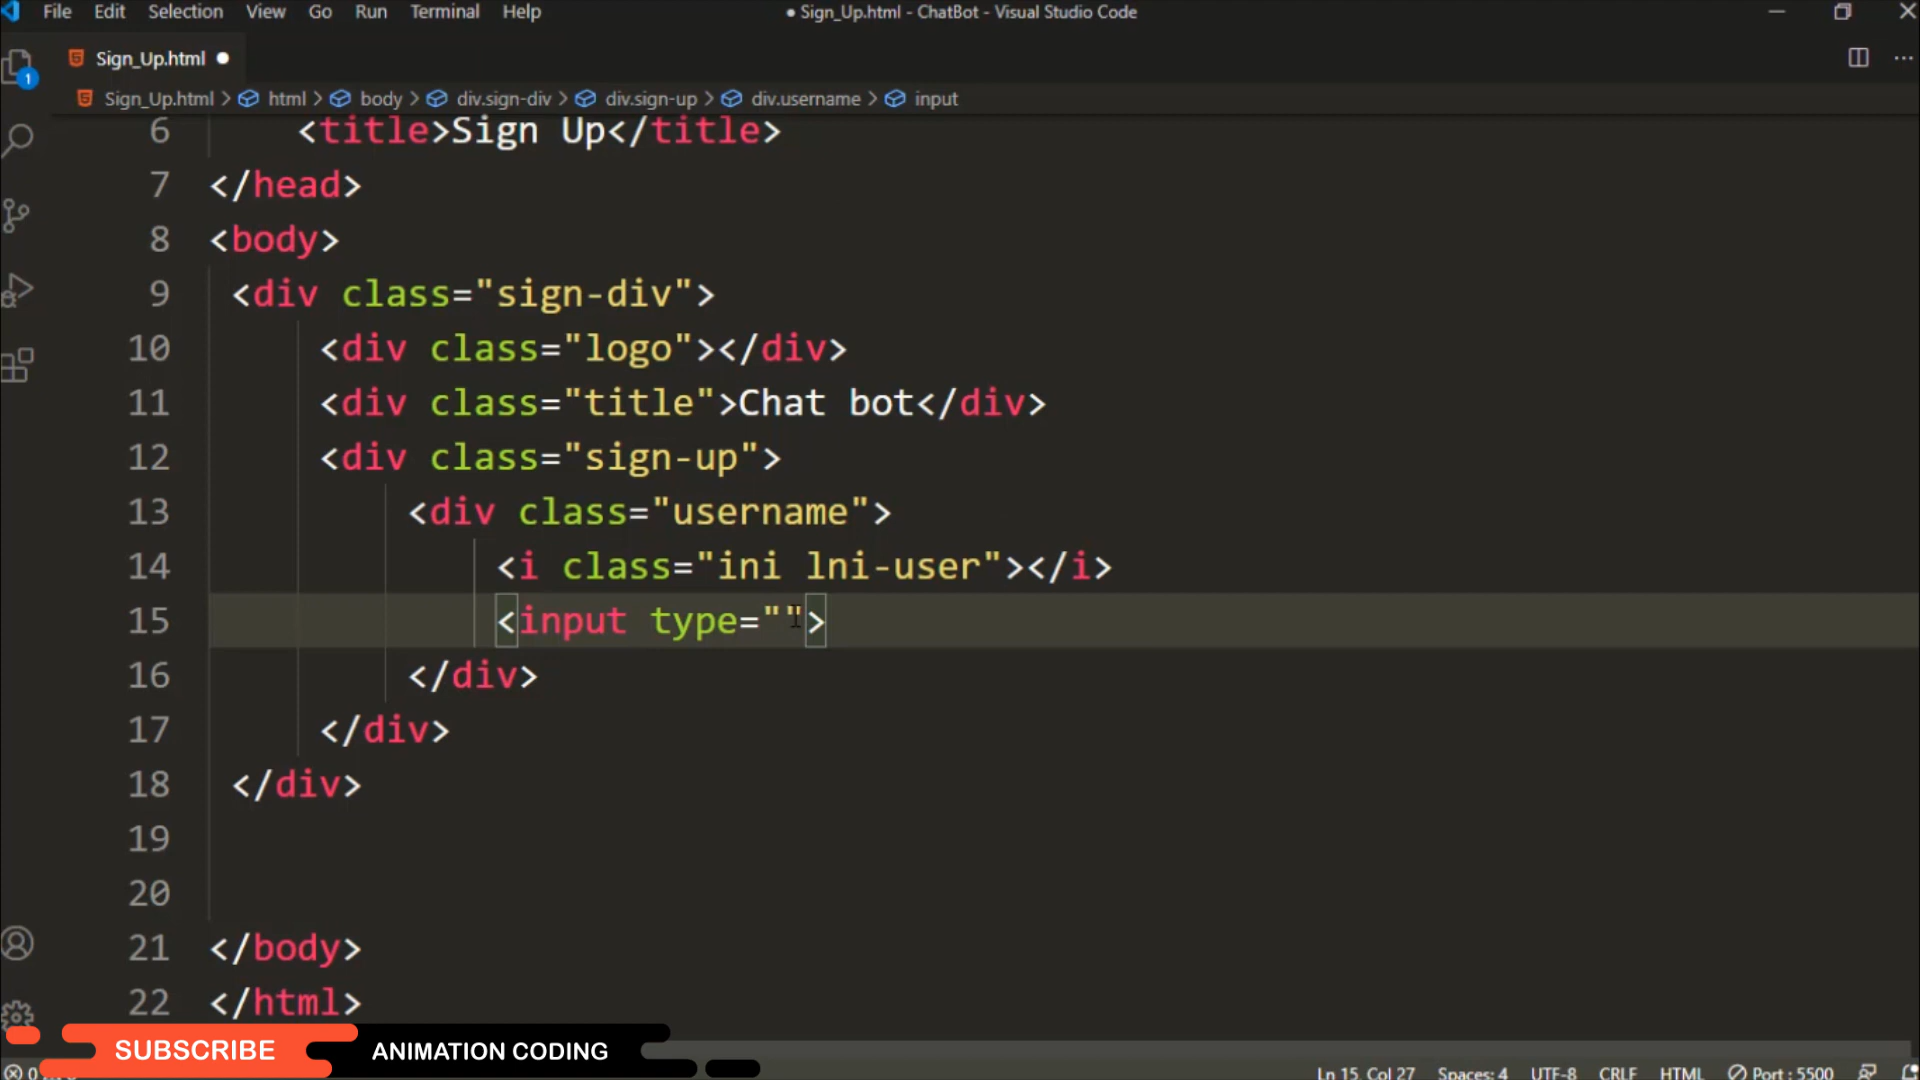 File Edit Selection View Go Run Terminal Help ● Sign_Up.html - ChatBot - Visual Studio Code
1 Sign_Up.html ●
Sign_Up.html > html > body > div.sign-div > div.sign-up > div.username > input
6 <title>Sign Up</title>
7 </head>
8 <body>
9 <div class="sign-div">
10 <div class="logo"></div>
11 <div class="title">Chat bot</div>
12 <div class="sign-up">
13 <div class="username">
14 <i class="ini lni-user"></i>
15 <input type="">
16 </div>
17 </div>
18 </div>
19
20
21 </body>
22 </html>
SUBSCRIBE ANIMATION CODING
0 Ln 15, Col 27 Spaces: 4 UTF-8 CRLF HTML Port : 5500